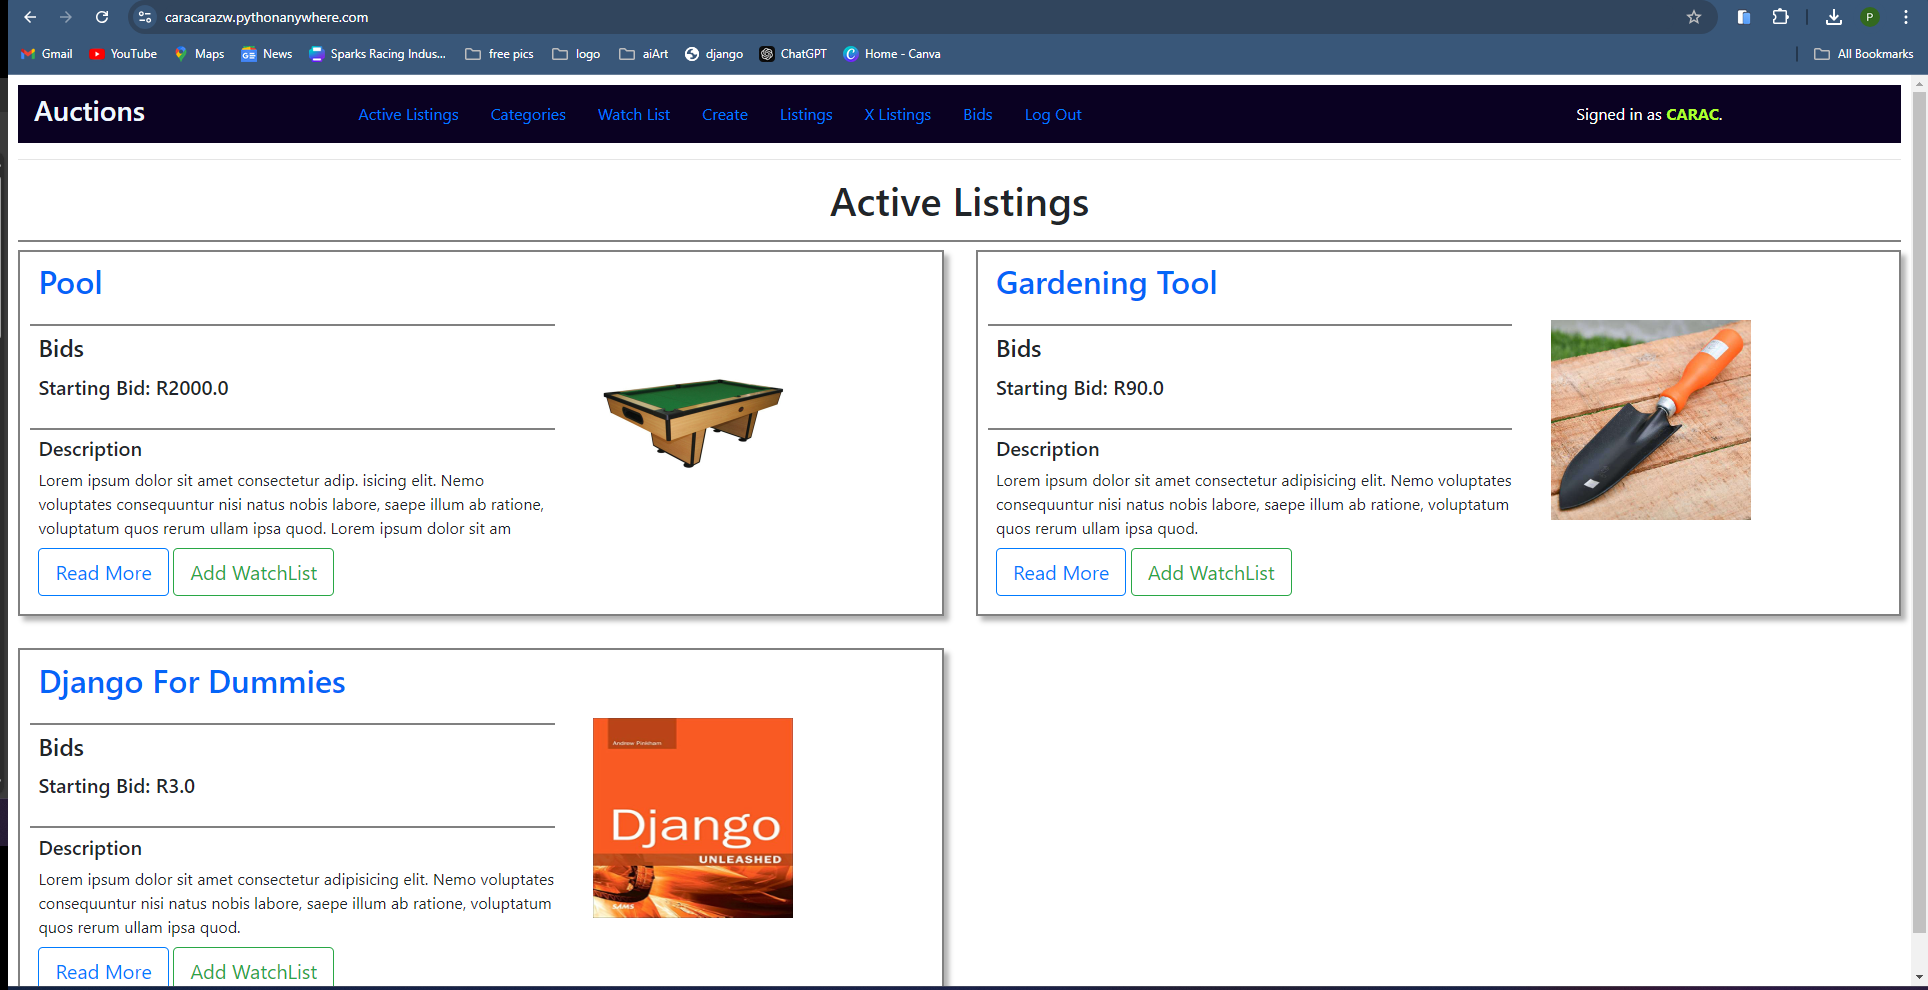 caracarazw.pythonanywhere.com
P
Gmail YouTube Maps News Sparks Racing Indus... free pics logo aiArt django ChatGPT Home - Canva All Bookmarks
Auctions Active Listings Categories Watch List Create Listings X Listings Bids Log Out Signed in as CARAC.
Active Listings
Pool
Bids
Starting Bid: R2000.0
Description
Lorem ipsum dolor sit amet consectetur adip. isicing elit. Nemo
voluptates consequuntur nisi natus nobis labore, saepe illum ab ratione,
voluptatum quos rerum ullam ipsa quod. Lorem ipsum dolor sit am
Read More Add WatchList
Gardening Tool
Bids
Starting Bid: R90.0
Description
Lorem ipsum dolor sit amet consectetur adipisicing elit. Nemo voluptates
consequuntur nisi natus nobis labore, saepe illum ab ratione, voluptatum
quos rerum ullam ipsa quod.
Read More Add WatchList
Django For Dummies
Bids
Starting Bid: R3.0
Description
Lorem ipsum dolor sit amet consectetur adipisicing elit. Nemo voluptates
consequuntur nisi natus nobis labore, saepe illum ab ratione, voluptatum
quos rerum ullam ipsa quod.
Read More Add WatchList
Andrew Pinkham
Django
UNLEASHED
SAMS